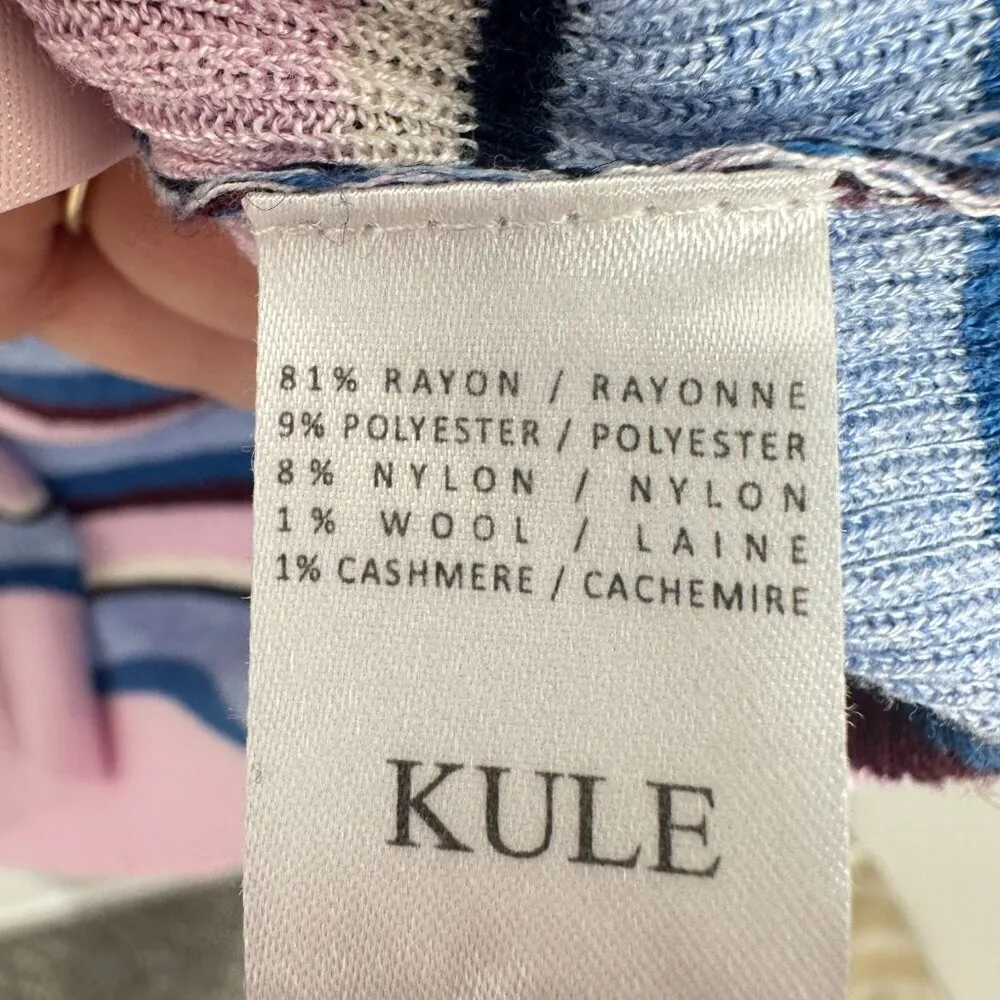 81% RAYON / RAYONNE
9% POLYESTER / POLYESTER
8% NYLON / NYLON
1% WOOL / LAINE
1% CASHMERE / CACHEMIRE
KULE